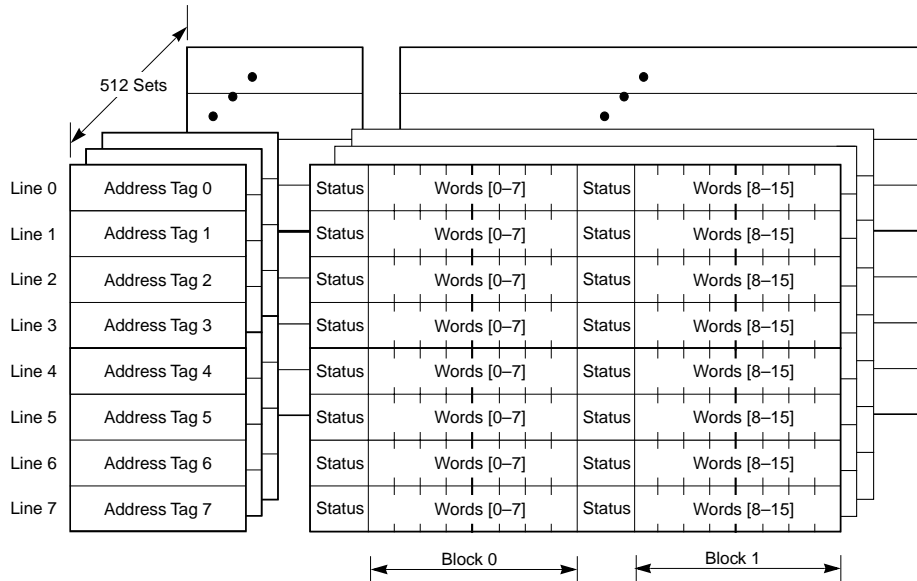 512 Sets
Line 0 Address Tag 0 Status Words [0–7] Status Words [8–15]
Line 1 Address Tag 1 Status Words [0–7] Status Words [8–15]
Line 2 Address Tag 2 Status Words [0–7] Status Words [8–15]
Line 3 Address Tag 3 Status Words [0–7] Status Words [8–15]
Line 4 Address Tag 4 Status Words [0–7] Status Words [8–15]
Line 5 Address Tag 5 Status Words [0–7] Status Words [8–15]
Line 6 Address Tag 6 Status Words [0–7] Status Words [8–15]
Line 7 Address Tag 7 Status Words [0–7] Status Words [8–15]
Block 0 Block 1